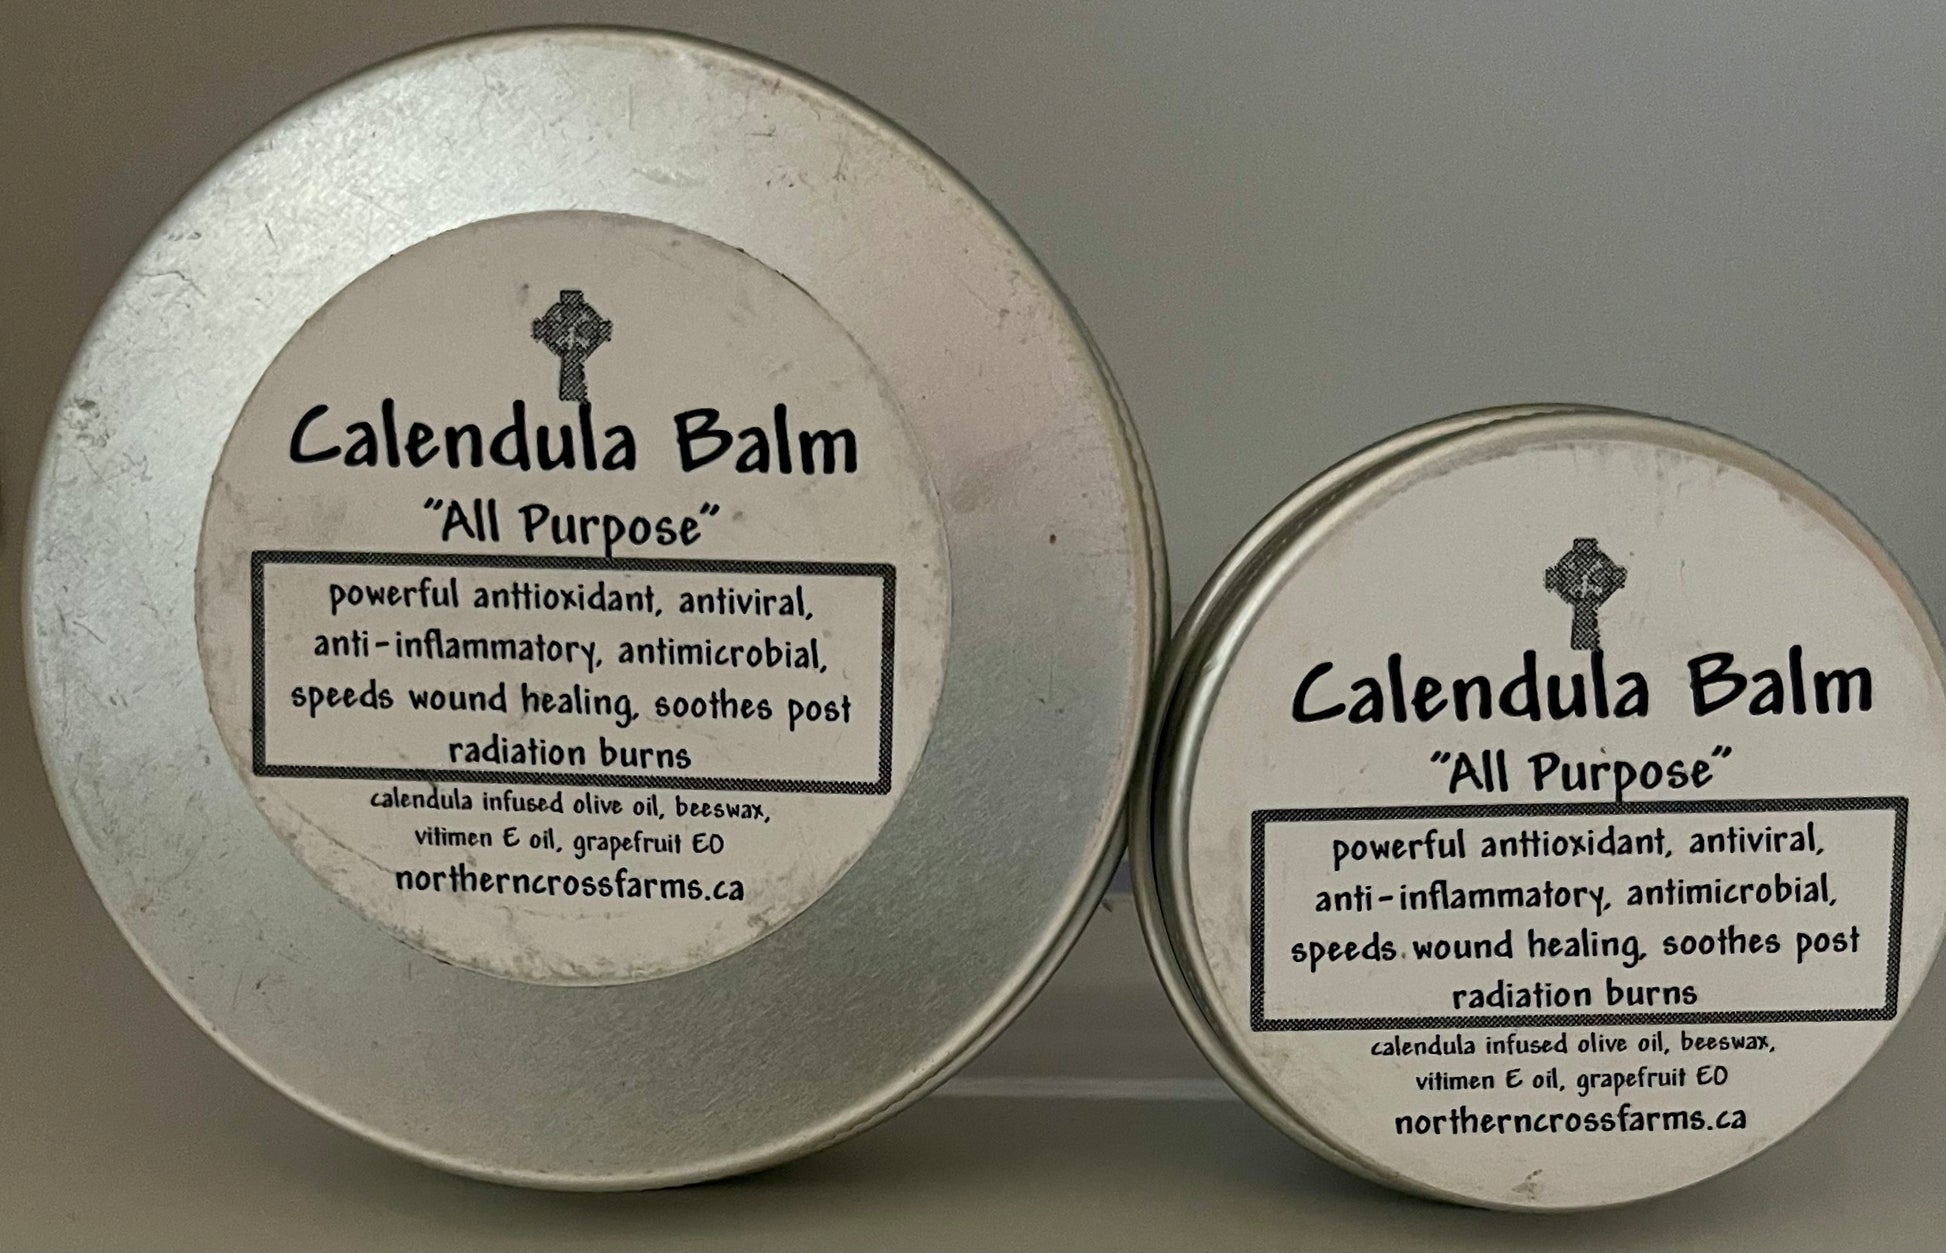 Calendula Balm
"All Purpose"
powerful anttioxidant, antiviral,
anti-inflammatory, antimicrobial,
speeds wound healing, soothes post
radiation burns
calendula infused olive oil, beeswax,
vitimen E oil, grapefruit EO
northerncrossfarms.ca
Calendula Balm
"All Purpose"
powerful anttioxidant, antiviral,
anti-inflammatory, antimicrobial,
speeds wound healing, soothes post
radiation burns
calendula infused olive oil, beeswax,
vitimen E oil, grapefruit EO
northerncrossfarms.ca